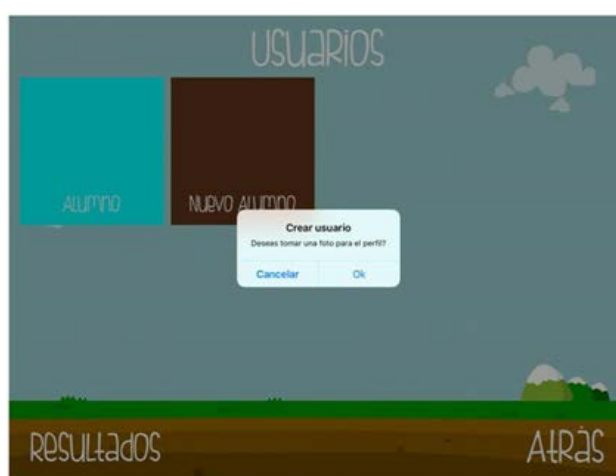 USUARIOS
ALUMNO
NUEVO ALUMNO
Crear usuario
Deseas tomar una foto para el perfil?
Cancelar
Ok
RESULTADOS
ATRÁS